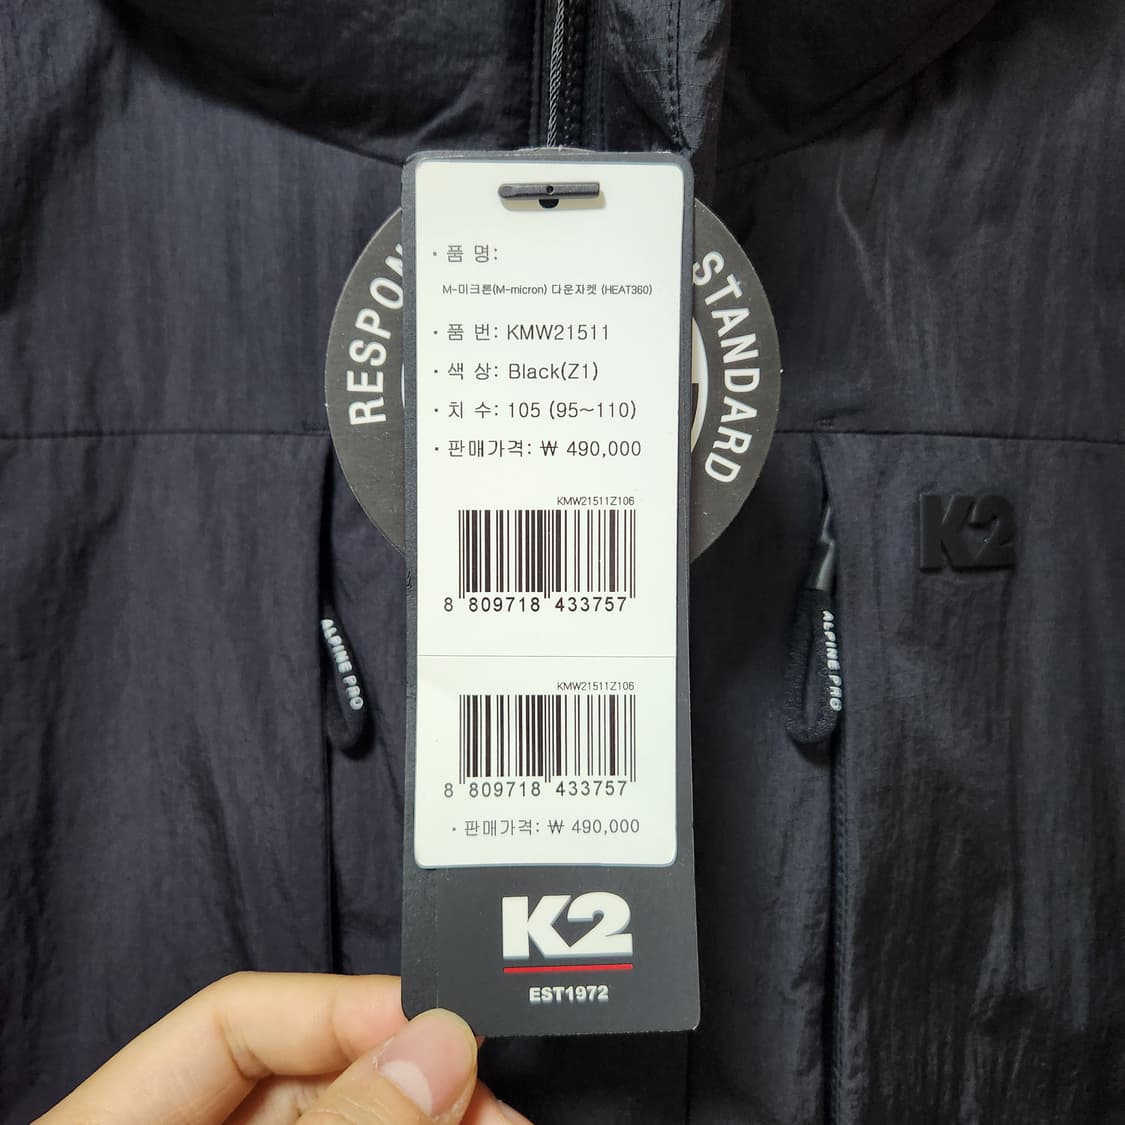 RESPON
STANDARD
· 품 명:
M-미크론(M-micron) 다운자켓 (HEAT360)
· 품 번: KMW21511
· 색 상: Black(Z1)
· 치 수: 105 (95~110)
· 판매가격: ₩ 490,000
KMW21511Z106
8 809718 433757
KMW21511Z106
8 809718 433757
· 판매가격: ₩ 490,000
K2
EST1972
K2
ALPINE PRO
ALPINE PRO